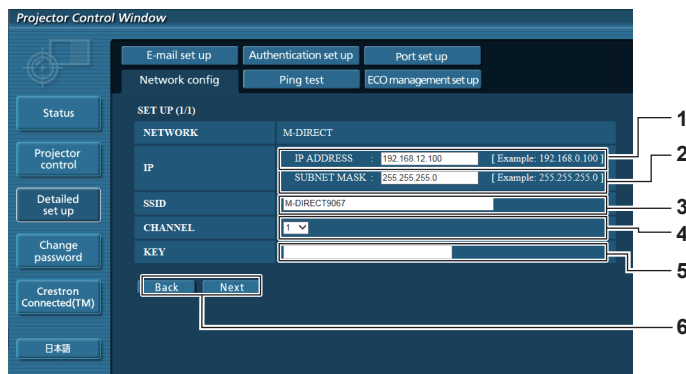 Projector Control Window
E-mail set up Authentication set up Port set up
Network config Ping test ECO management set up
Status
Projector control
Detailed set up
Change password
Crestron Connected(TM)
日本語
SET UP (1/1)
NETWORK M-DIRECT
IP IP ADDRESS : 192.168.12.100 [ Example: 192.168.0.100 ]
SUBNET MASK : 255.255.255.0 [ Example: 255.255.255.0 ]
SSID M-DIRECT9067
CHANNEL 1
KEY
Back Next
1
2
3
4
5
6